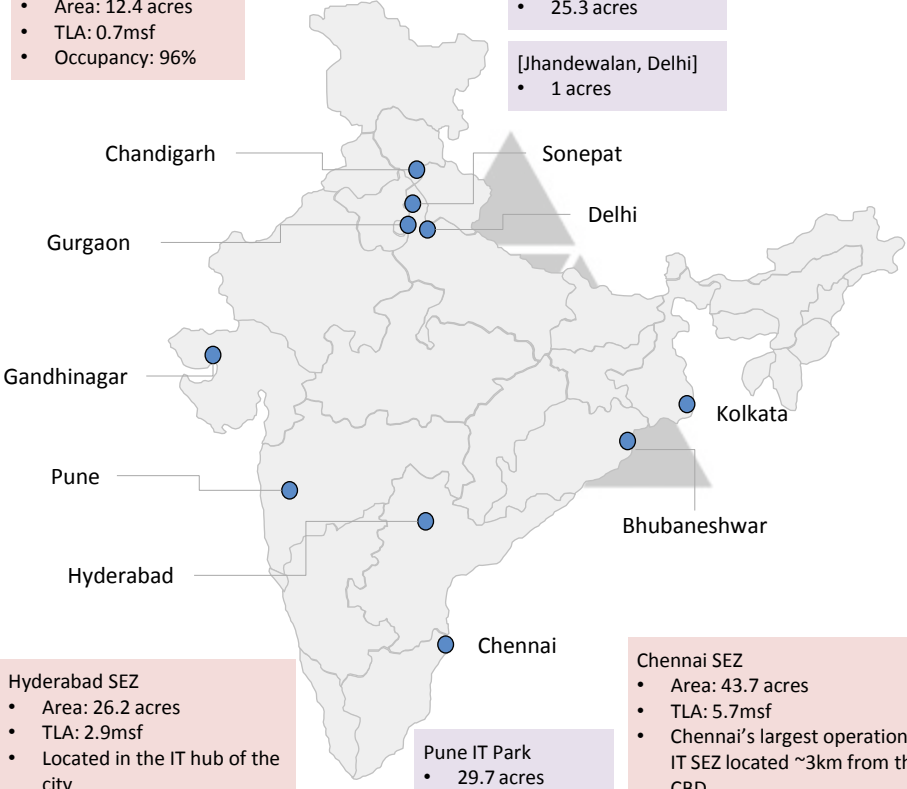 • Area: 12.4 acres
• TLA: 0.7msf
• Occupancy: 96%
• 25.3 acres
[Jhandewalan, Delhi]
• 1 acres
Chandigarh
Sonepat
Delhi
Gurgaon
Gandhinagar
Kolkata
Pune
Bhubaneshwar
Hyderabad
Chennai
Hyderabad SEZ
• Area: 26.2 acres
• TLA: 2.9msf
• Located in the IT hub of the
city
Pune IT Park
• 29.7 acres
Chennai SEZ
• Area: 43.7 acres
• TLA: 5.7msf
• Chennai's largest operation
IT SEZ located ~3km from th
CBD